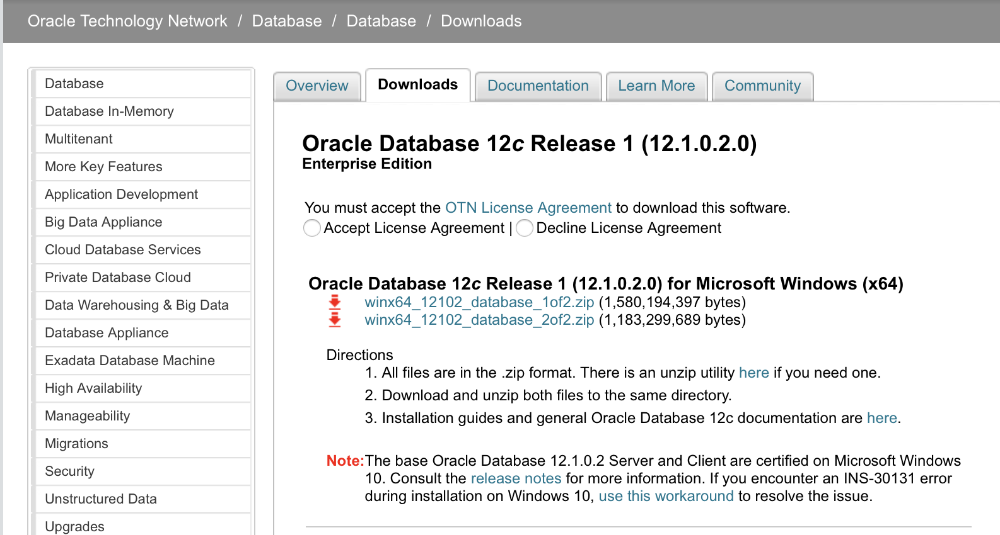 Oracle Technology Network / Database / Database / Downloads
Database
Database In-Memory
Multitenant
More Key Features
Application Development
Big Data Appliance
Cloud Database Services
Private Database Cloud
Data Warehousing & Big Data
Database Appliance
Exadata Database Machine
High Availability
Manageability
Migrations
Security
Unstructured Data
Upgrades
Overview Downloads Documentation Learn More Community
Oracle Database 12c Release 1 (12.1.0.2.0)
Enterprise Edition
You must accept the OTN License Agreement to download this software.
Accept License Agreement | Decline License Agreement
Oracle Database 12c Release 1 (12.1.0.2.0) for Microsoft Windows (x64)
winx64_12102_database_1of2.zip (1,580,194,397 bytes)
winx64_12102_database_2of2.zip (1,183,299,689 bytes)
Directions
1. All files are in the .zip format. There is an unzip utility here if you need one.
2. Download and unzip both files to the same directory.
3. Installation guides and general Oracle Database 12c documentation are here.
Note:The base Oracle Database 12.1.0.2 Server and Client are certified on Microsoft Windows
10. Consult the release notes for more information. If you encounter an INS-30131 error
during installation on Windows 10, use this workaround to resolve the issue.